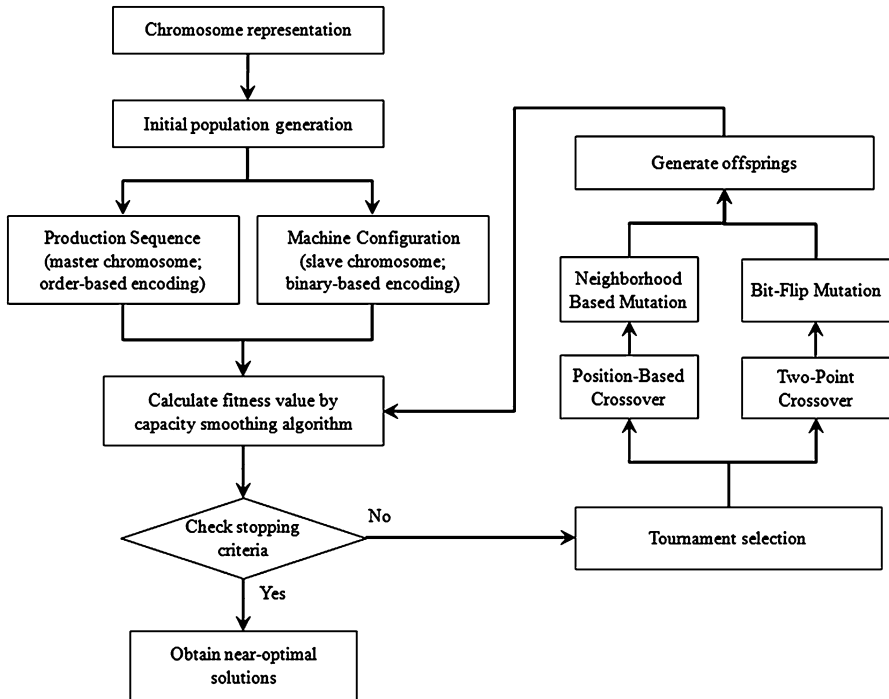 Chromosome representation
Initial population generation
Production Sequence
(master chromosome;
order-based encoding)
Machine Configuration
(slave chromosome;
binary-based encoding)
Calculate fitness value by
capacity smoothing algorithm
Check stopping
criteria
No
Yes
Obtain near-optimal
solutions
Generate offsprings
Neighborhood
Based Mutation
Bit-Flip Mutation
Position-Based
Crossover
Two-Point
Crossover
Tournament selection